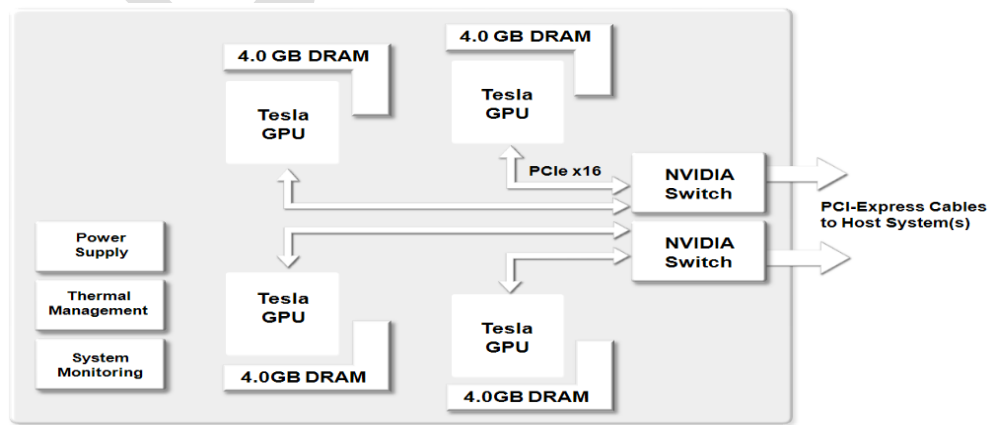 4.0 GB DRAM
4.0 GB DRAM
Tesla
GPU
Tesla
GPU
PCIe x16
NVIDIA
Switch
PCI-Express Cables
to Host System(s)
NVIDIA
Switch
Power
Supply
Thermal
Management
System
Monitoring
Tesla
GPU
Tesla
GPU
4.0GB DRAM
4.0GB DRAM